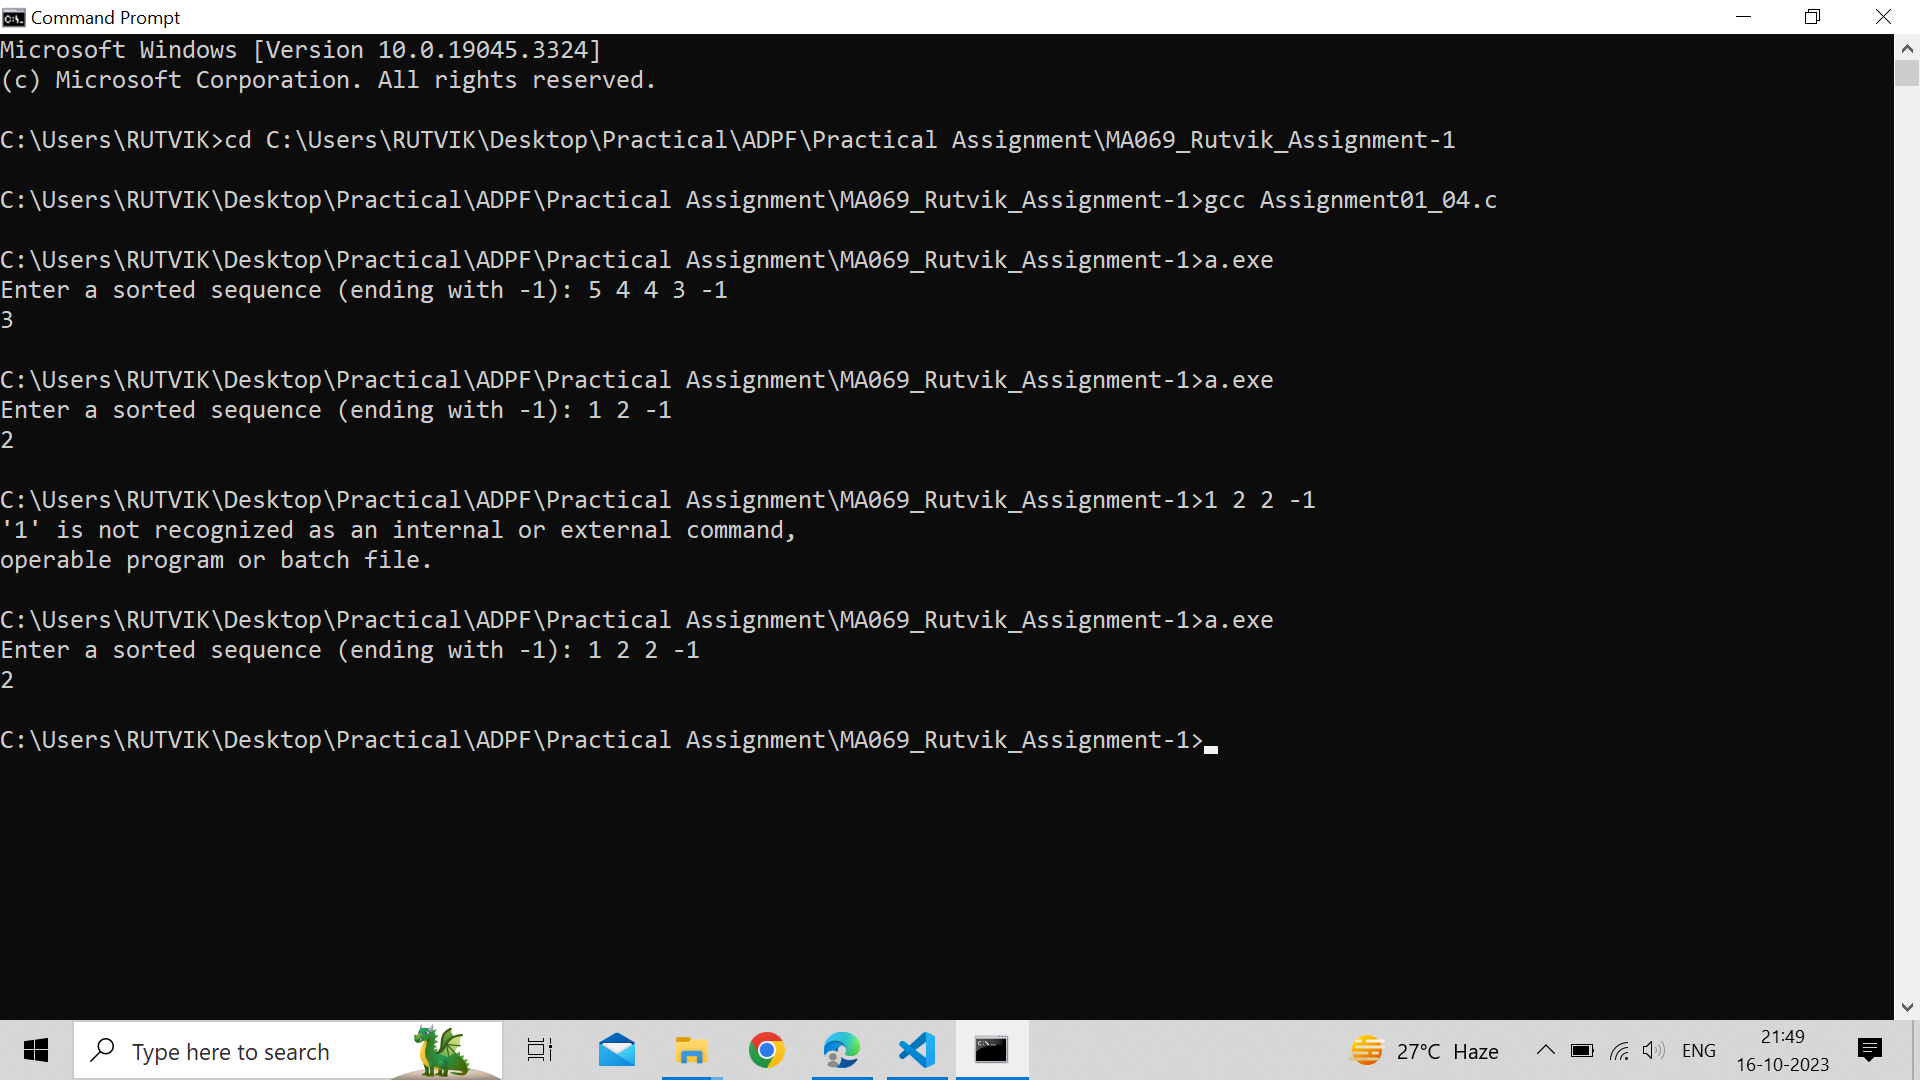 Command Prompt
Microsoft Windows [Version 10.0.19045.3324]
(c) Microsoft Corporation. All rights reserved.
C:\Users\RUTVIK>cd C:\Users\RUTVIK\Desktop\Practical\ADPF\Practical Assignment\MA069_Rutvik_Assignment-1
C:\Users\RUTVIK\Desktop\Practical\ADPF\Practical Assignment\MA069_Rutvik_Assignment-1>gcc Assignment01_04.c
C:\Users\RUTVIK\Desktop\Practical\ADPF\Practical Assignment\MA069_Rutvik_Assignment-1>a.exe
Enter a sorted sequence (ending with -1): 5 4 4 3 -1
3
C:\Users\RUTVIK\Desktop\Practical\ADPF\Practical Assignment\MA069_Rutvik_Assignment-1>a.exe
Enter a sorted sequence (ending with -1): 1 2 -1
2
C:\Users\RUTVIK\Desktop\Practical\ADPF\Practical Assignment\MA069_Rutvik_Assignment-1>1 2 2 -1
'1' is not recognized as an internal or external command,
operable program or batch file.
C:\Users\RUTVIK\Desktop\Practical\ADPF\Practical Assignment\MA069_Rutvik_Assignment-1>a.exe
Enter a sorted sequence (ending with -1): 1 2 2 -1
2
C:\Users\RUTVIK\Desktop\Practical\ADPF\Practical Assignment\MA069_Rutvik_Assignment-1>
Type here to search
27°C Haze
ENG
21:49
16-10-2023